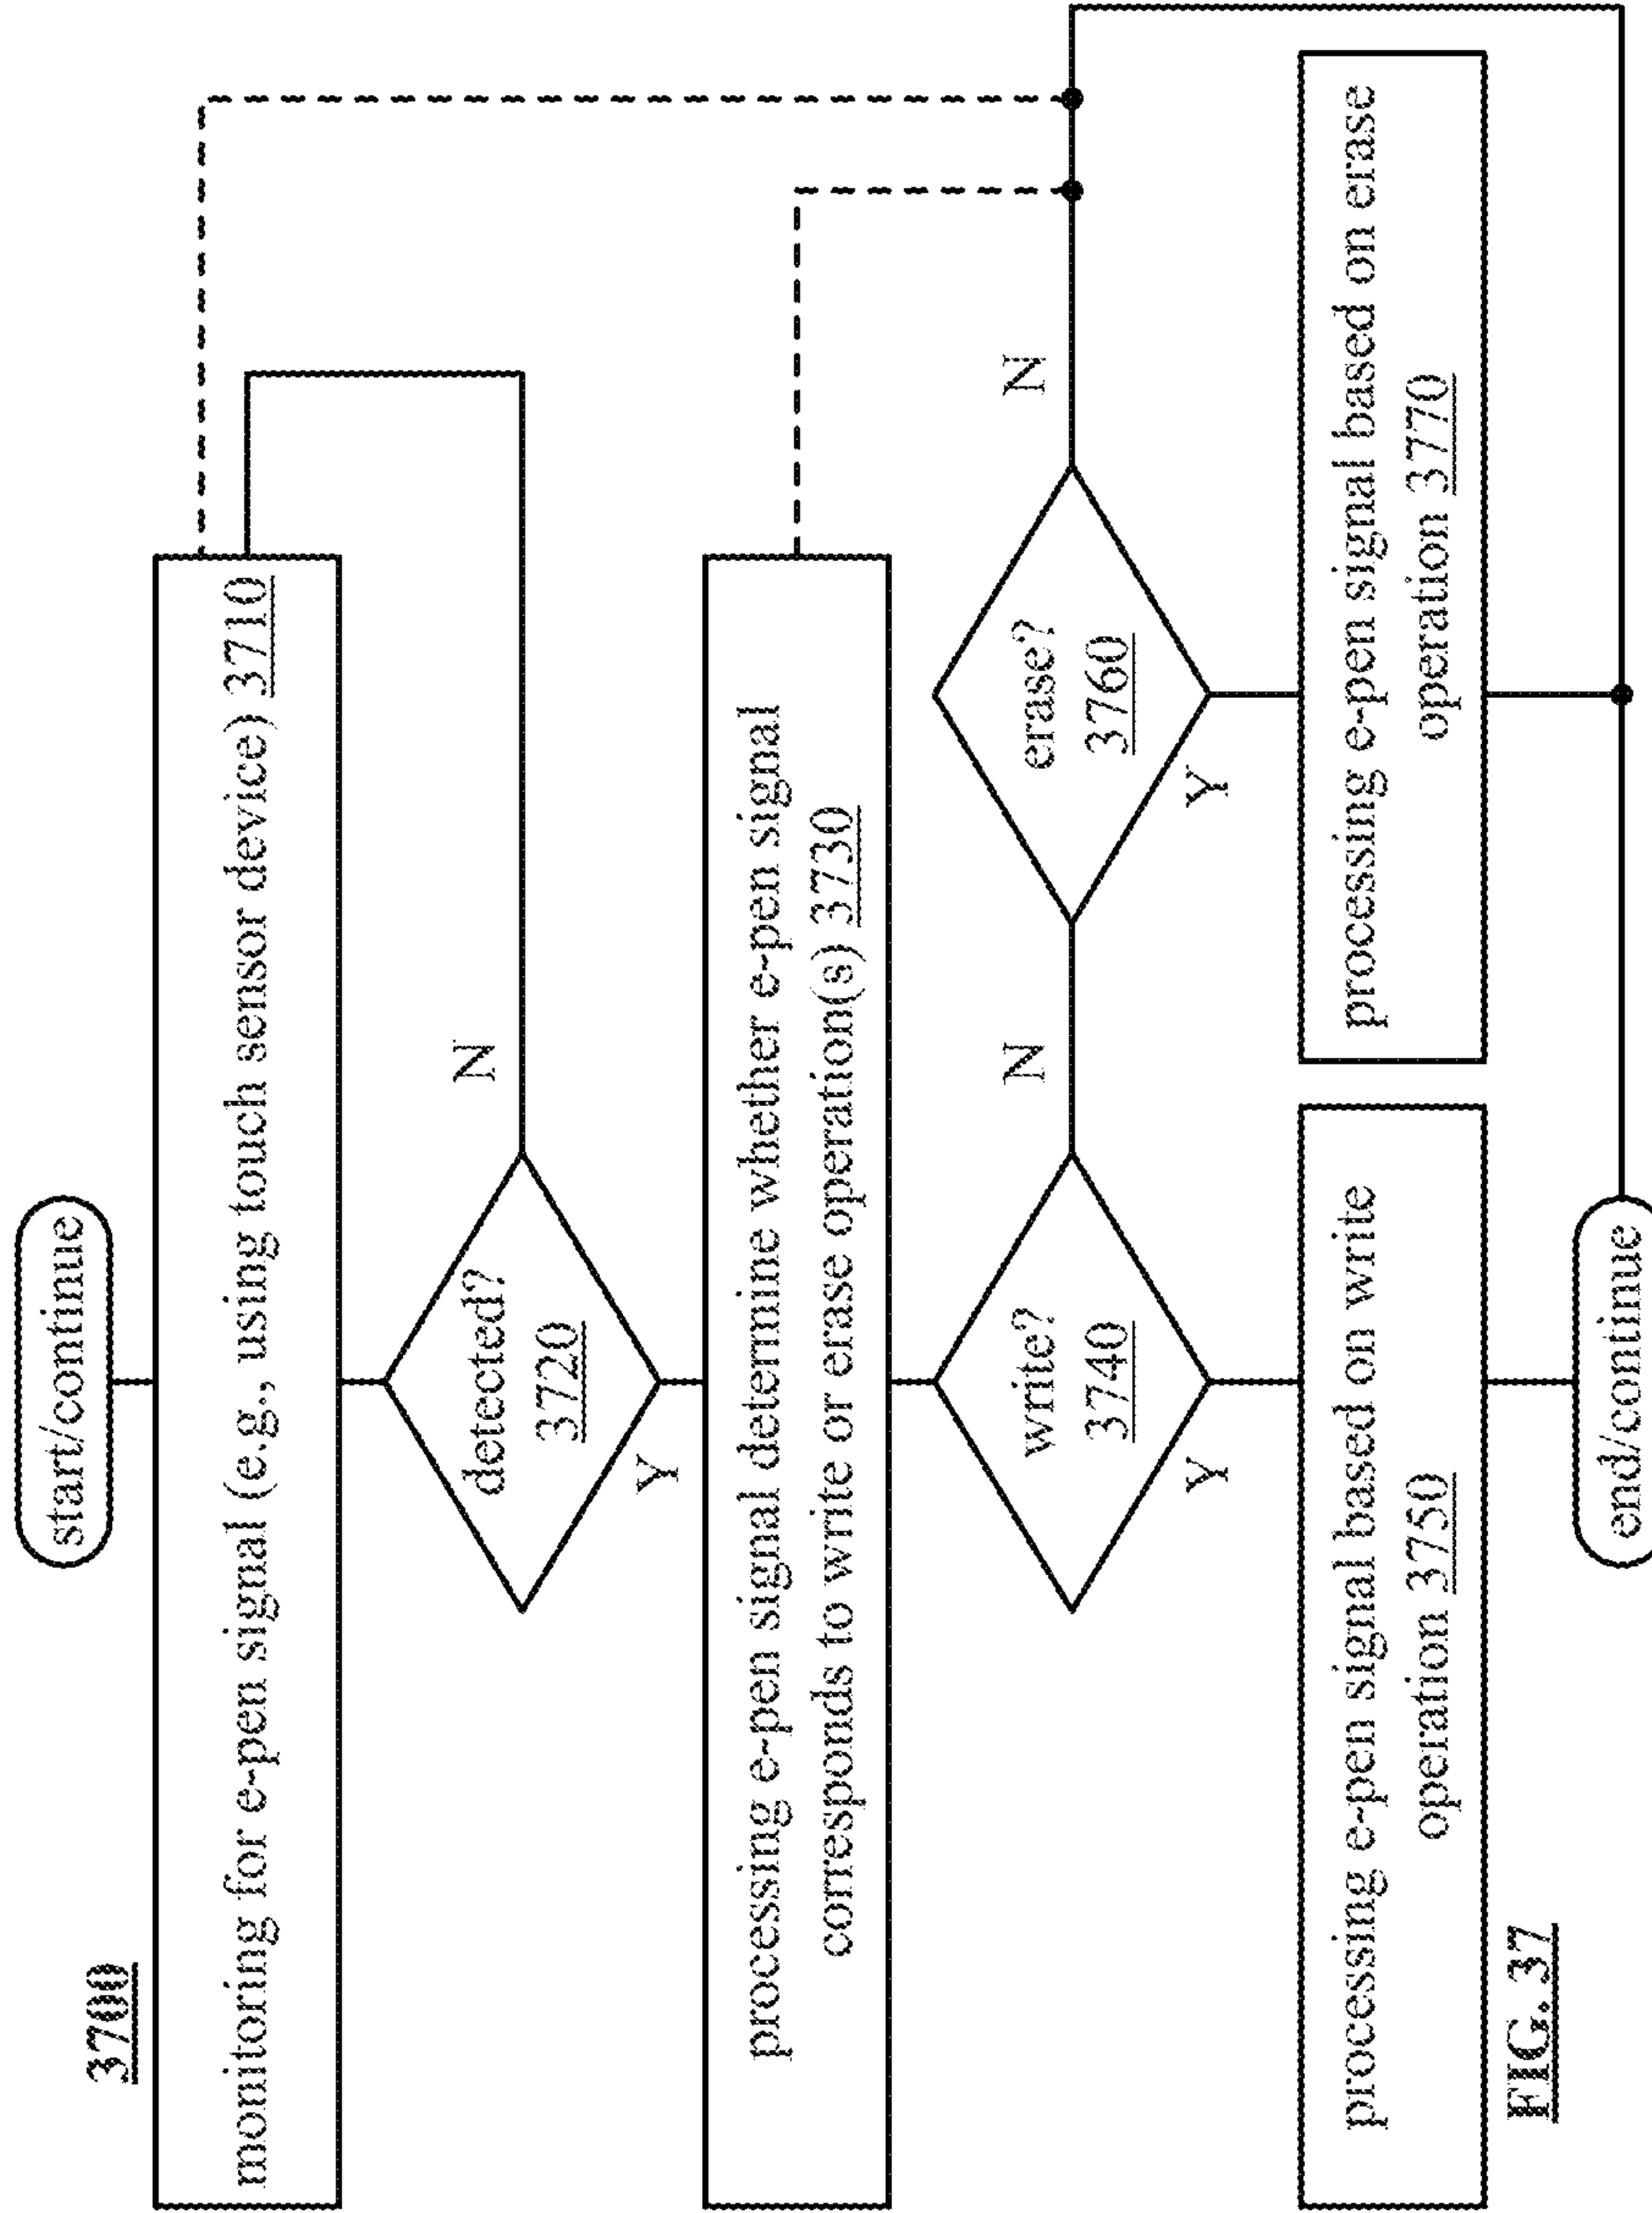 3700
start/continue
monitoring for e-pen signal (e.g., using touch sensor device) 3710
detected?
3720
N
Y
processing e-pen signal determine whether e-pen signal
corresponds to write or erase operation(s) 3730
write?
3740
N
Y
erase?
3760
N
Y
processing e-pen signal based on write
operation 3750
processing e-pen signal based on erase
operation 3770
FIG. 37
end/continue